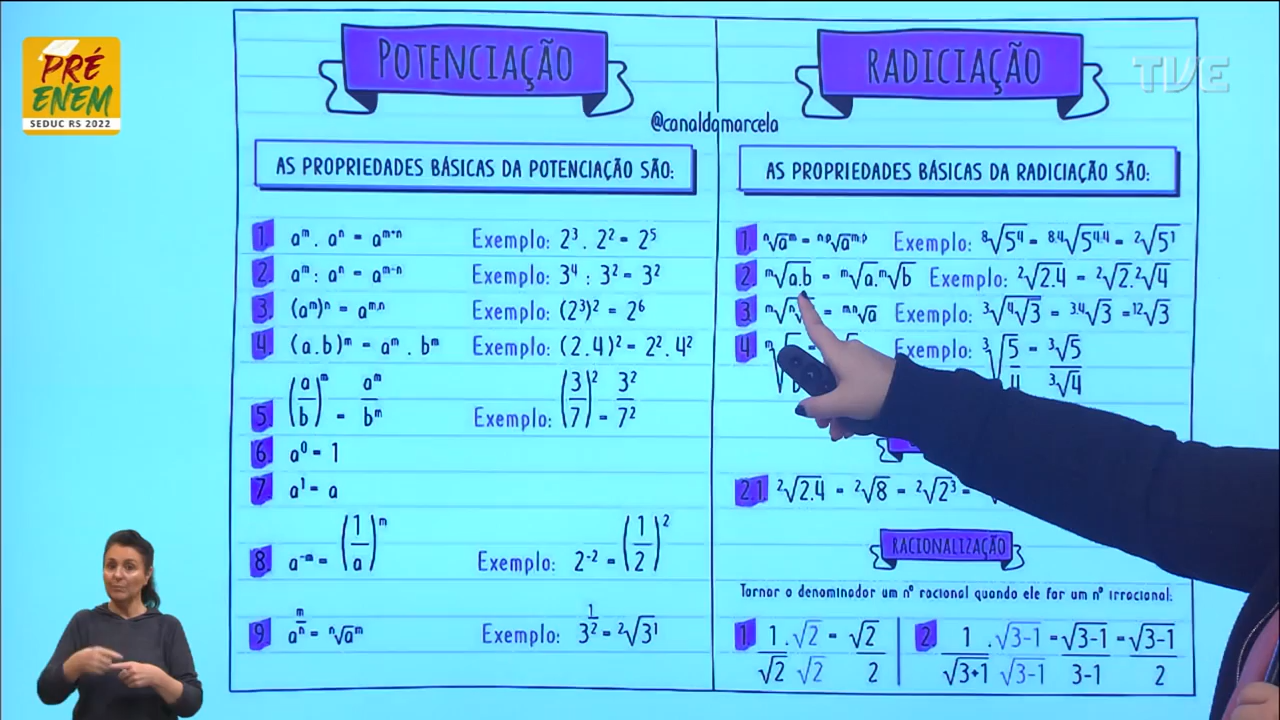 PRÉ
ENEM
SEDUC RS 2022
TVE
POTENCIAÇÃO
@canaldamarcela
AS PROPRIEDADES BÁSICAS DA POTENCIAÇÃO SÃO:
1. aᵐ . aⁿ = aᵐ⁺ⁿ Exemplo: 2³ . 2² = 2⁵
2. aᵐ : aⁿ = aᵐ⁻ⁿ Exemplo: 3⁴ : 3² = 3²
3. (aᵐ)ⁿ = aᵐ·ⁿ Exemplo: (2³)² = 2⁶
4. (a.b)ᵐ = aᵐ . bᵐ Exemplo: (2.4)² = 2² . 4²
5. (a/b)ᵐ = aᵐ/bᵐ Exemplo: (3/7)² = 3²/7²
6. a⁰ = 1
7. a¹ = a
8. a⁻ᵐ = (1/a)ᵐ Exemplo: 2⁻² = (1/2)²
9 a^(m/n) = ⁿ√aᵐ Exemplo: 3^(1/2) = ²√3¹
RADICIAÇÃO
AS PROPRIEDADES BÁSICAS DA RADICIAÇÃO SÃO:
1. ⁿ√aᵐ = ⁿ·ᵖ√aᵐ·ᵖ Exemplo: ⁸√5⁴ = ⁸·⁴√5⁴·⁴ = ²√5¹
2. ᵐ√a.b = ᵐ√a.ᵐ√b Exemplo: ²√2.4 = ²√2.²√4
3. = ᵐ·ⁿ√a Exemplo: ³√⁴√3 = ³·⁴√3 = ¹²√3
4. Exemplo: ³√5/4 = ³√5/³√4
2.1. ²√2.4 = ²√8 = ²√2³ =
RACIONALIZAÇÃO
Tornar o denominador um nº racional quando ele for um nº irracional:
1 1/√2 . √2/√2 = √2/2
2. 1/√3+1 . √3-1/√3-1 = √3-1/3-1 = √3-1/2